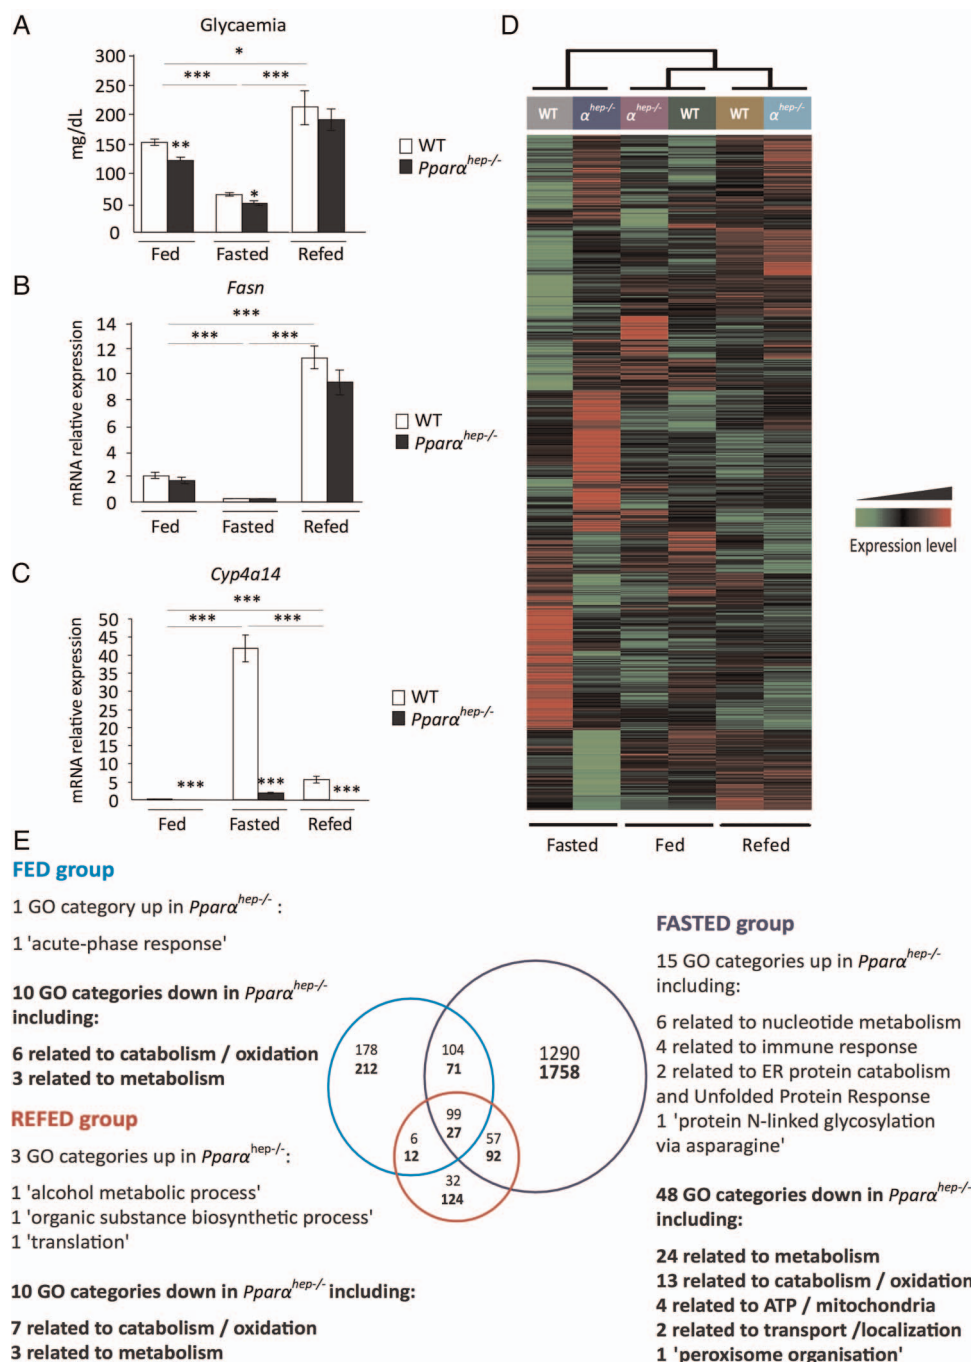 A
Glycaemia
*
***
***
300
250
200
150
100
50
0
mg/dL
**
*
WT
Pparα^hep-/-
Fed
Fasted
Refed
B
Fasn
***
***
***
14
12
10
8
6
4
2
0
mRNA relative expression
WT
Pparα^hep-/-
Fed
Fasted
Refed
C
Cyp4a14
***
***
***
50
45
40
35
30
25
20
15
10
5
0
mRNA relative expression
***
***
***
WT
Pparα^hep-/-
Fed
Fasted
Refed
D
WT
α^hep-/-
α^hep-/-
WT
WT
α^hep-/-
Expression level
Fasted
Fed
Refed
E
FED group
1 GO category up in Pparα^hep-/- :
1 'acute-phase response'
10 GO categories down in Pparα^hep-/-
including:
6 related to catabolism / oxidation
3 related to metabolism
REFED group
3 GO categories up in Pparα^hep-/-:
1 'alcohol metabolic process'
1 'organic substance biosynthetic process'
1 'translation'
10 GO categories down in Pparα^hep-/- including:
7 related to catabolism / oxidation
3 related to metabolism
178
212
104
71
1290
1758
99
27
6
12
57
92
32
124
FASTED group
15 GO categories up in Pparα^hep-/-
including:
6 related to nucleotide metabolism
4 related to immune response
2 related to ER protein catabolism
and Unfolded Protein Response
1 'protein N-linked glycosylation
via asparagine'
48 GO categories down in Pparα^hep-/-
including:
24 related to metabolism
13 related to catabolism / oxidation
4 related to ATP / mitochondria
2 related to transport /localization
1 'peroxisome organisation'